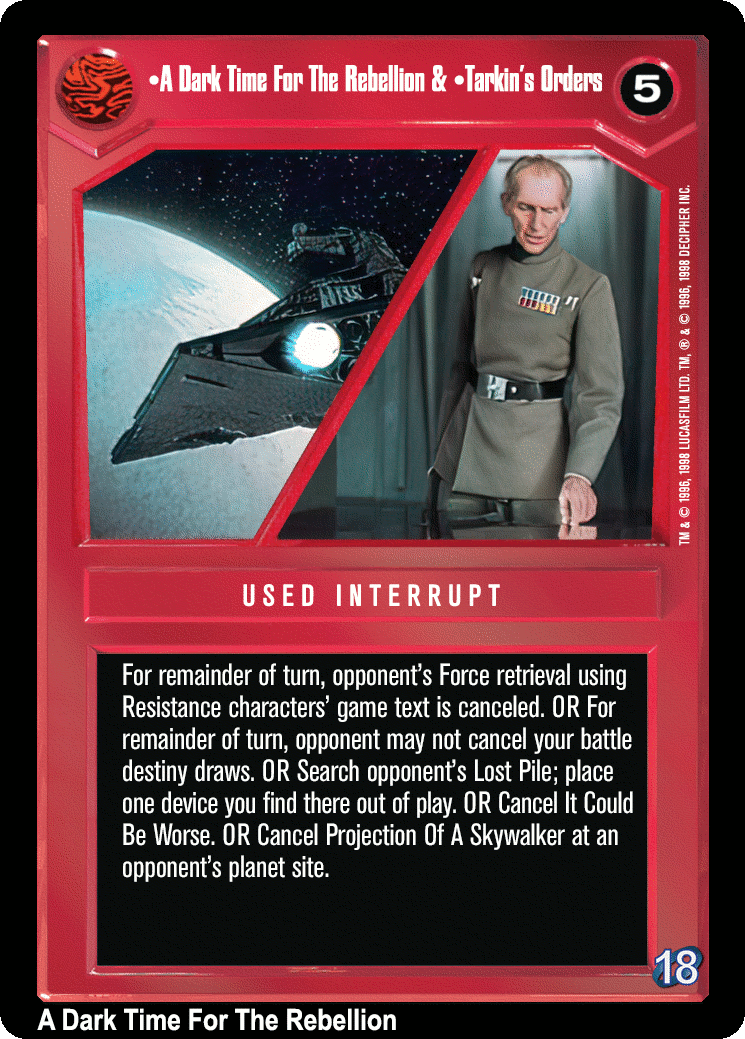 •A Dark Time For The Rebellion & •Tarkin's Orders
5
TM & © 1996, 1998 LUCASFILM LTD. TM, ® & © 1996, 1998 DECIPHER INC.
USED INTERRUPT
For remainder of turn, opponent's Force retrieval using
Resistance characters' game text is canceled. OR For
remainder of turn, opponent may not cancel your battle
destiny draws. OR Search opponent's Lost Pile; place
one device you find there out of play. OR Cancel It Could
Be Worse. OR Cancel Projection Of A Skywalker at an
opponent's planet site.
18
A Dark Time For The Rebellion